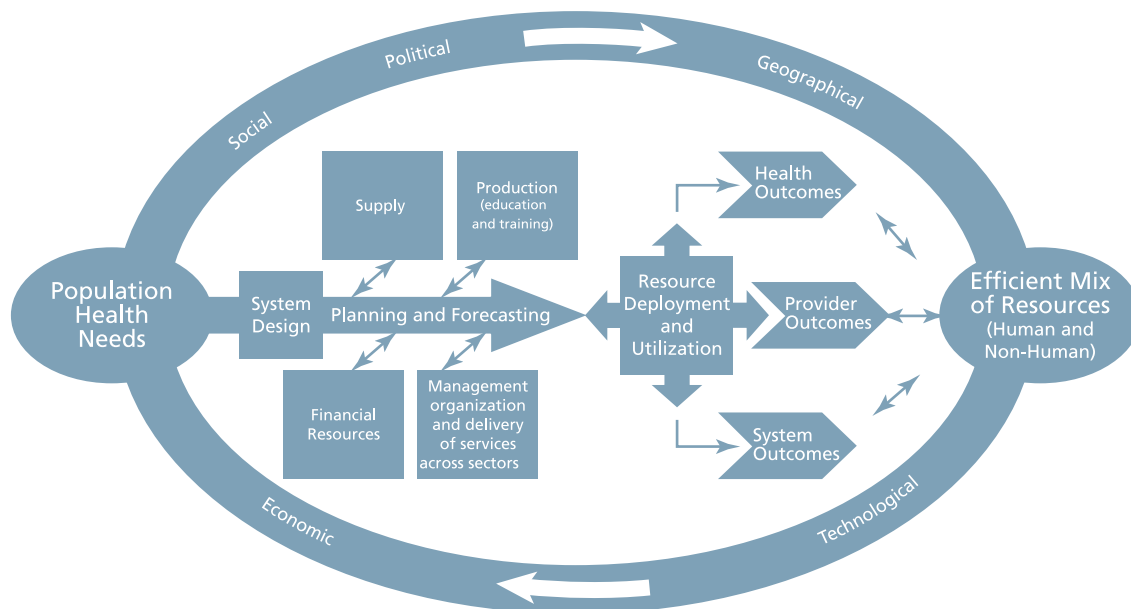 Political
Geographical
Social
Supply
Production
(education
and training)
Health
Outcomes
Population
Health
Needs
System
Design
Planning and Forecasting
Resource
Deployment
and
Utilization
Provider
Outcomes
Efficient Mix
of Resources
(Human and
Non-Human)
Financial
Resources
Management
organization
and delivery
of services
across sectors
System
Outcomes
Economic
Technological